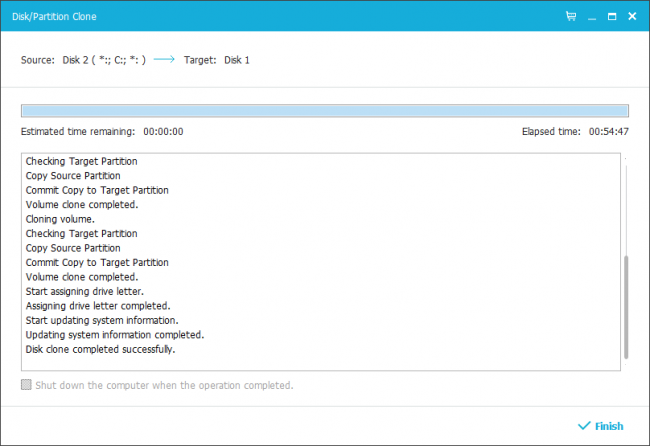 Disk/Partition Clone
Source: Disk 2 ( *:; C:; *: ) Target: Disk 1
Estimated time remaining: 00:00:00 Elapsed time: 00:54:47
Checking Target Partition
Copy Source Partition
Commit Copy to Target Partition
Volume clone completed.
Cloning volume.
Checking Target Partition
Copy Source Partition
Commit Copy to Target Partition
Volume clone completed.
Start assigning drive letter.
Assigning drive letter completed.
Start updating system information.
Updating system information completed.
Disk clone completed successfully.
Shut down the computer when the operation completed.
Finish